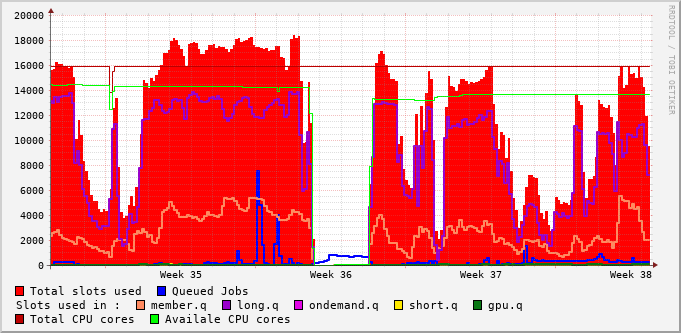 20000
18000
16000
14000
12000
10000
8000
6000
4000
2000
0
Week 35 Week 36 Week 37 Week 38
RRDTOOL / TOBI OETIKER
Total slots used Queued Jobs
Slots used in : member.q long.q ondemand.q short.q gpu.q
Total CPU cores Availale CPU cores